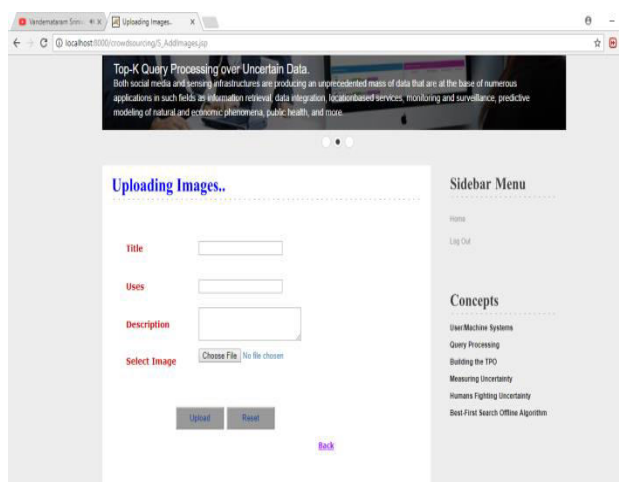 Vandemataram Srini
Uploading Images..
localhost:8000/crowdsourcing/S_AddImages.jsp
Top-K Query Processing over Uncertain Data.
Both social media and sensing infrastructures are producing an unprecedented mass of data that are at the base of numerous
applications in such fields as information retrieval, data integration, locationbased services, monitoring and surveillance, predictive
modeling of natural and economic phenomena, public health, and more
Uploading Images..
Title
Uses
Description
Select Image
Choose File No file chosen
Upload Reset
Back
Sidebar Menu
Home
Log Out
Concepts
User/Machine Systems
Query Processing
Building the TPO
Measuring Uncertainty
Humans Fighting Uncertainty
Best-First Search Offline Algorithm